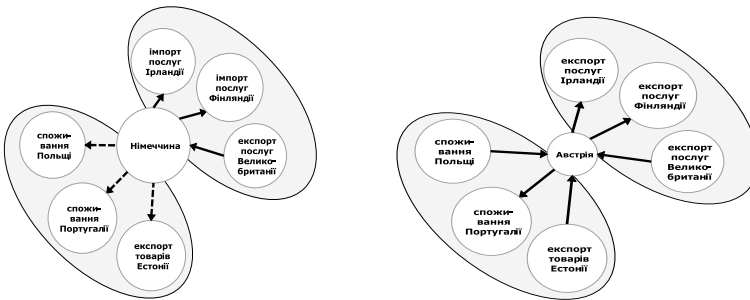 імпорт
послуг
Ірландії
імпорт
послуг
Фінляндії
Німеччина
експорт
послуг
Велико-
британії
спожи-
вання
Польщі
спожи-
вання
Португалії
експорт
товарів
Естонії
експорт
послуг
Ірландії
експорт
послуг
Фінляндії
Австрія
експорт
послуг
Велико-
британії
спожи-
вання
Польщі
спожи-
вання
Португалії
експорт
товарів
Естонії